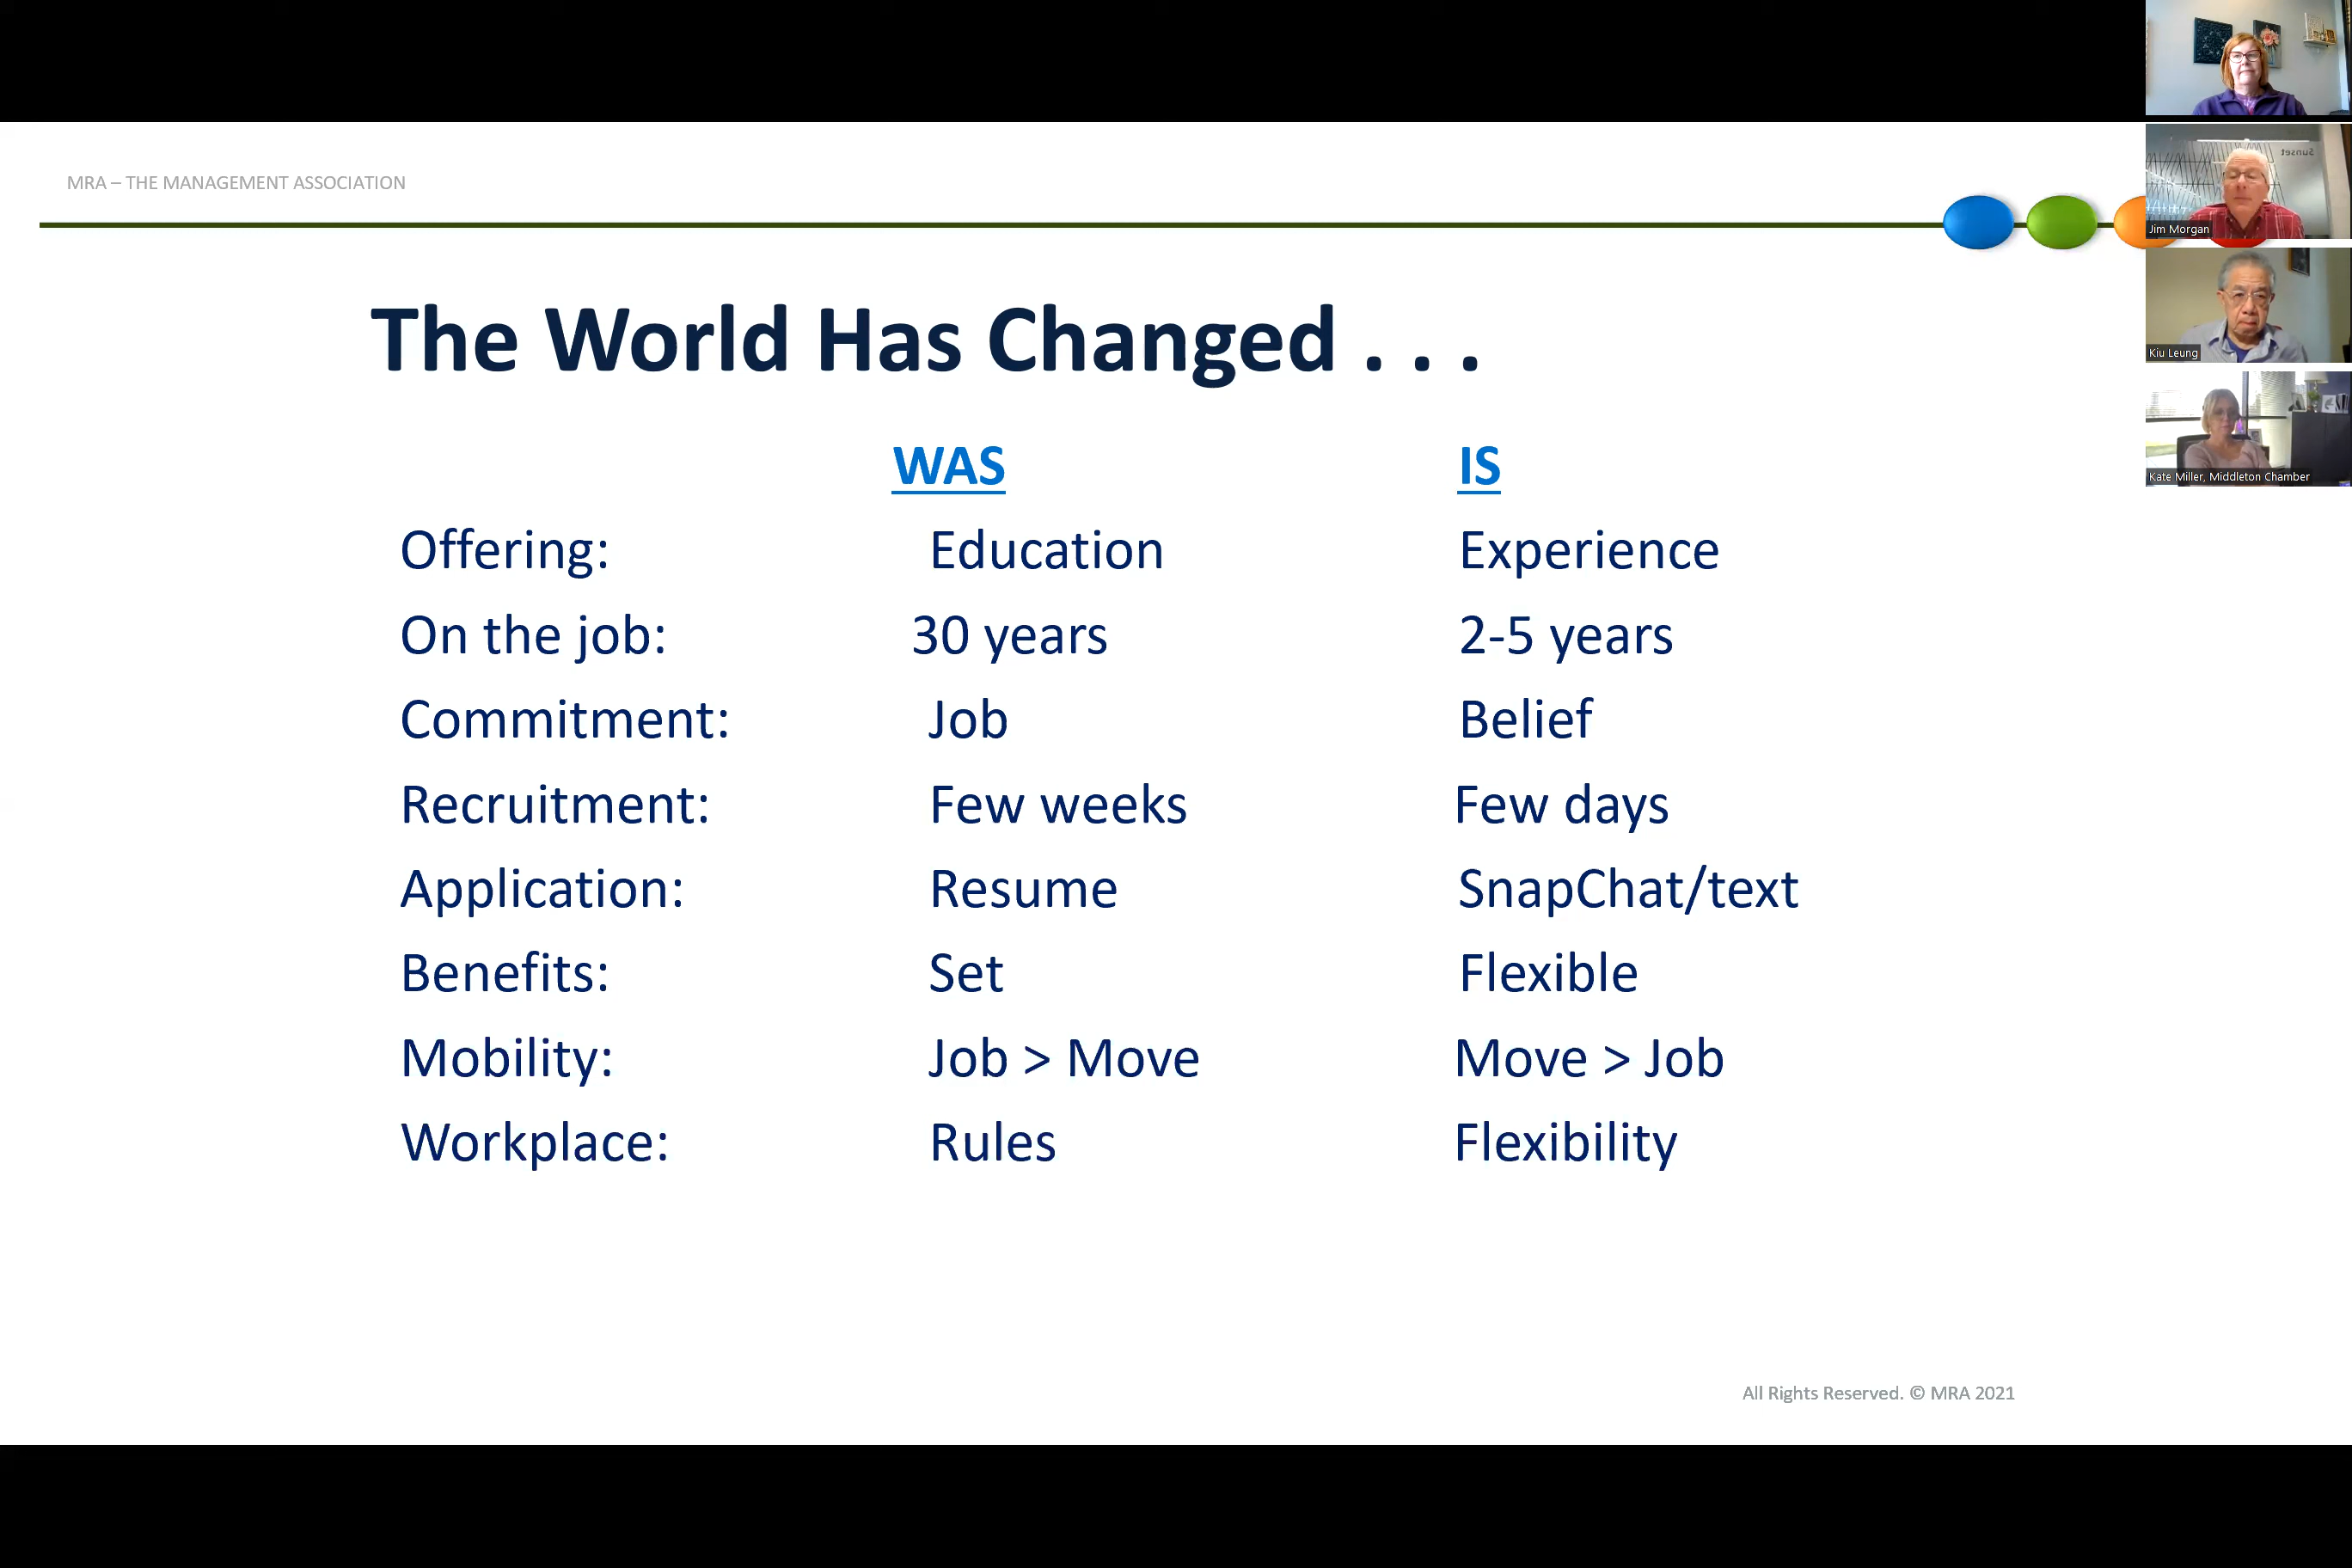 MRA – THE MANAGEMENT ASSOCIATION
The World Has Changed . . .
WAS IS
Offering: Education Experience
On the job: 30 years 2-5 years
Commitment: Job Belief
Recruitment: Few weeks Few days
Application: Resume SnapChat/text
Benefits: Set Flexible
Mobility: Job > Move Move > Job
Workplace: Rules Flexibility
All Rights Reserved. © MRA 2021
Sunset
Jim Morgan
Kiu Leung
Kate Miller, Middleton Chamber